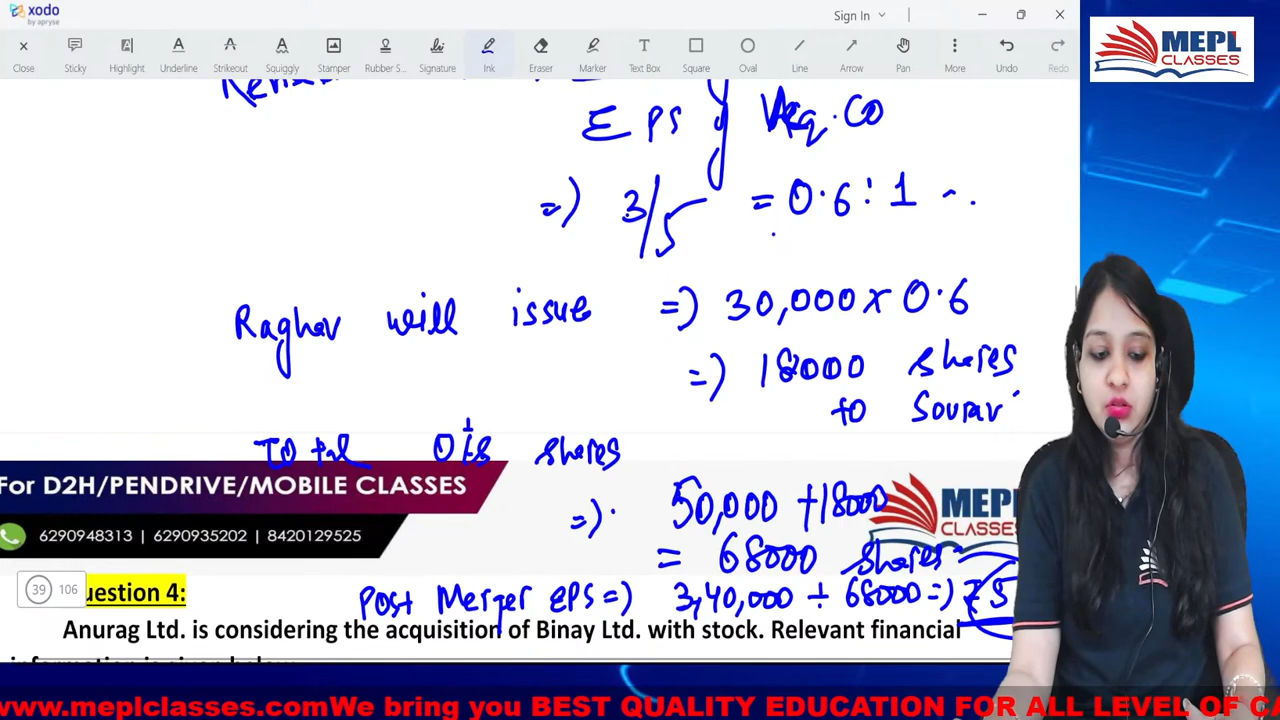 xodo
by apryse
Sign In
Close Sticky Highlight Underline Strikeout Squiggly Stamper Rubber Signature Ink Eraser Marker Text Box Square Oval Line Arrow Pan More Undo Redo
MEPL
CLASSES
EPS of Acq. Co
=) 3/5 = 0.6 : 1
Raghav will issue =) 30,000 x 0.6
=) 18000 shares
to Sourav
Total O/s shares
For D2H/PENDRIVE/MOBILE CLASSES
=) 50,000 + 18000
MEPL
CLASSES
6290948313 | 6290935202 | 8420129525
= 68000 shares
39 106
uestion 4:
Post Merger EPS =) 3,40,000 ÷ 68000 =) ₹5
Anurag Ltd. is considering the acquisition of Binay Ltd. with stock. Relevant financial
www.meplclasses.comWe bring you BEST QUALITY EDUCATION FOR ALL LEVEL OF CA